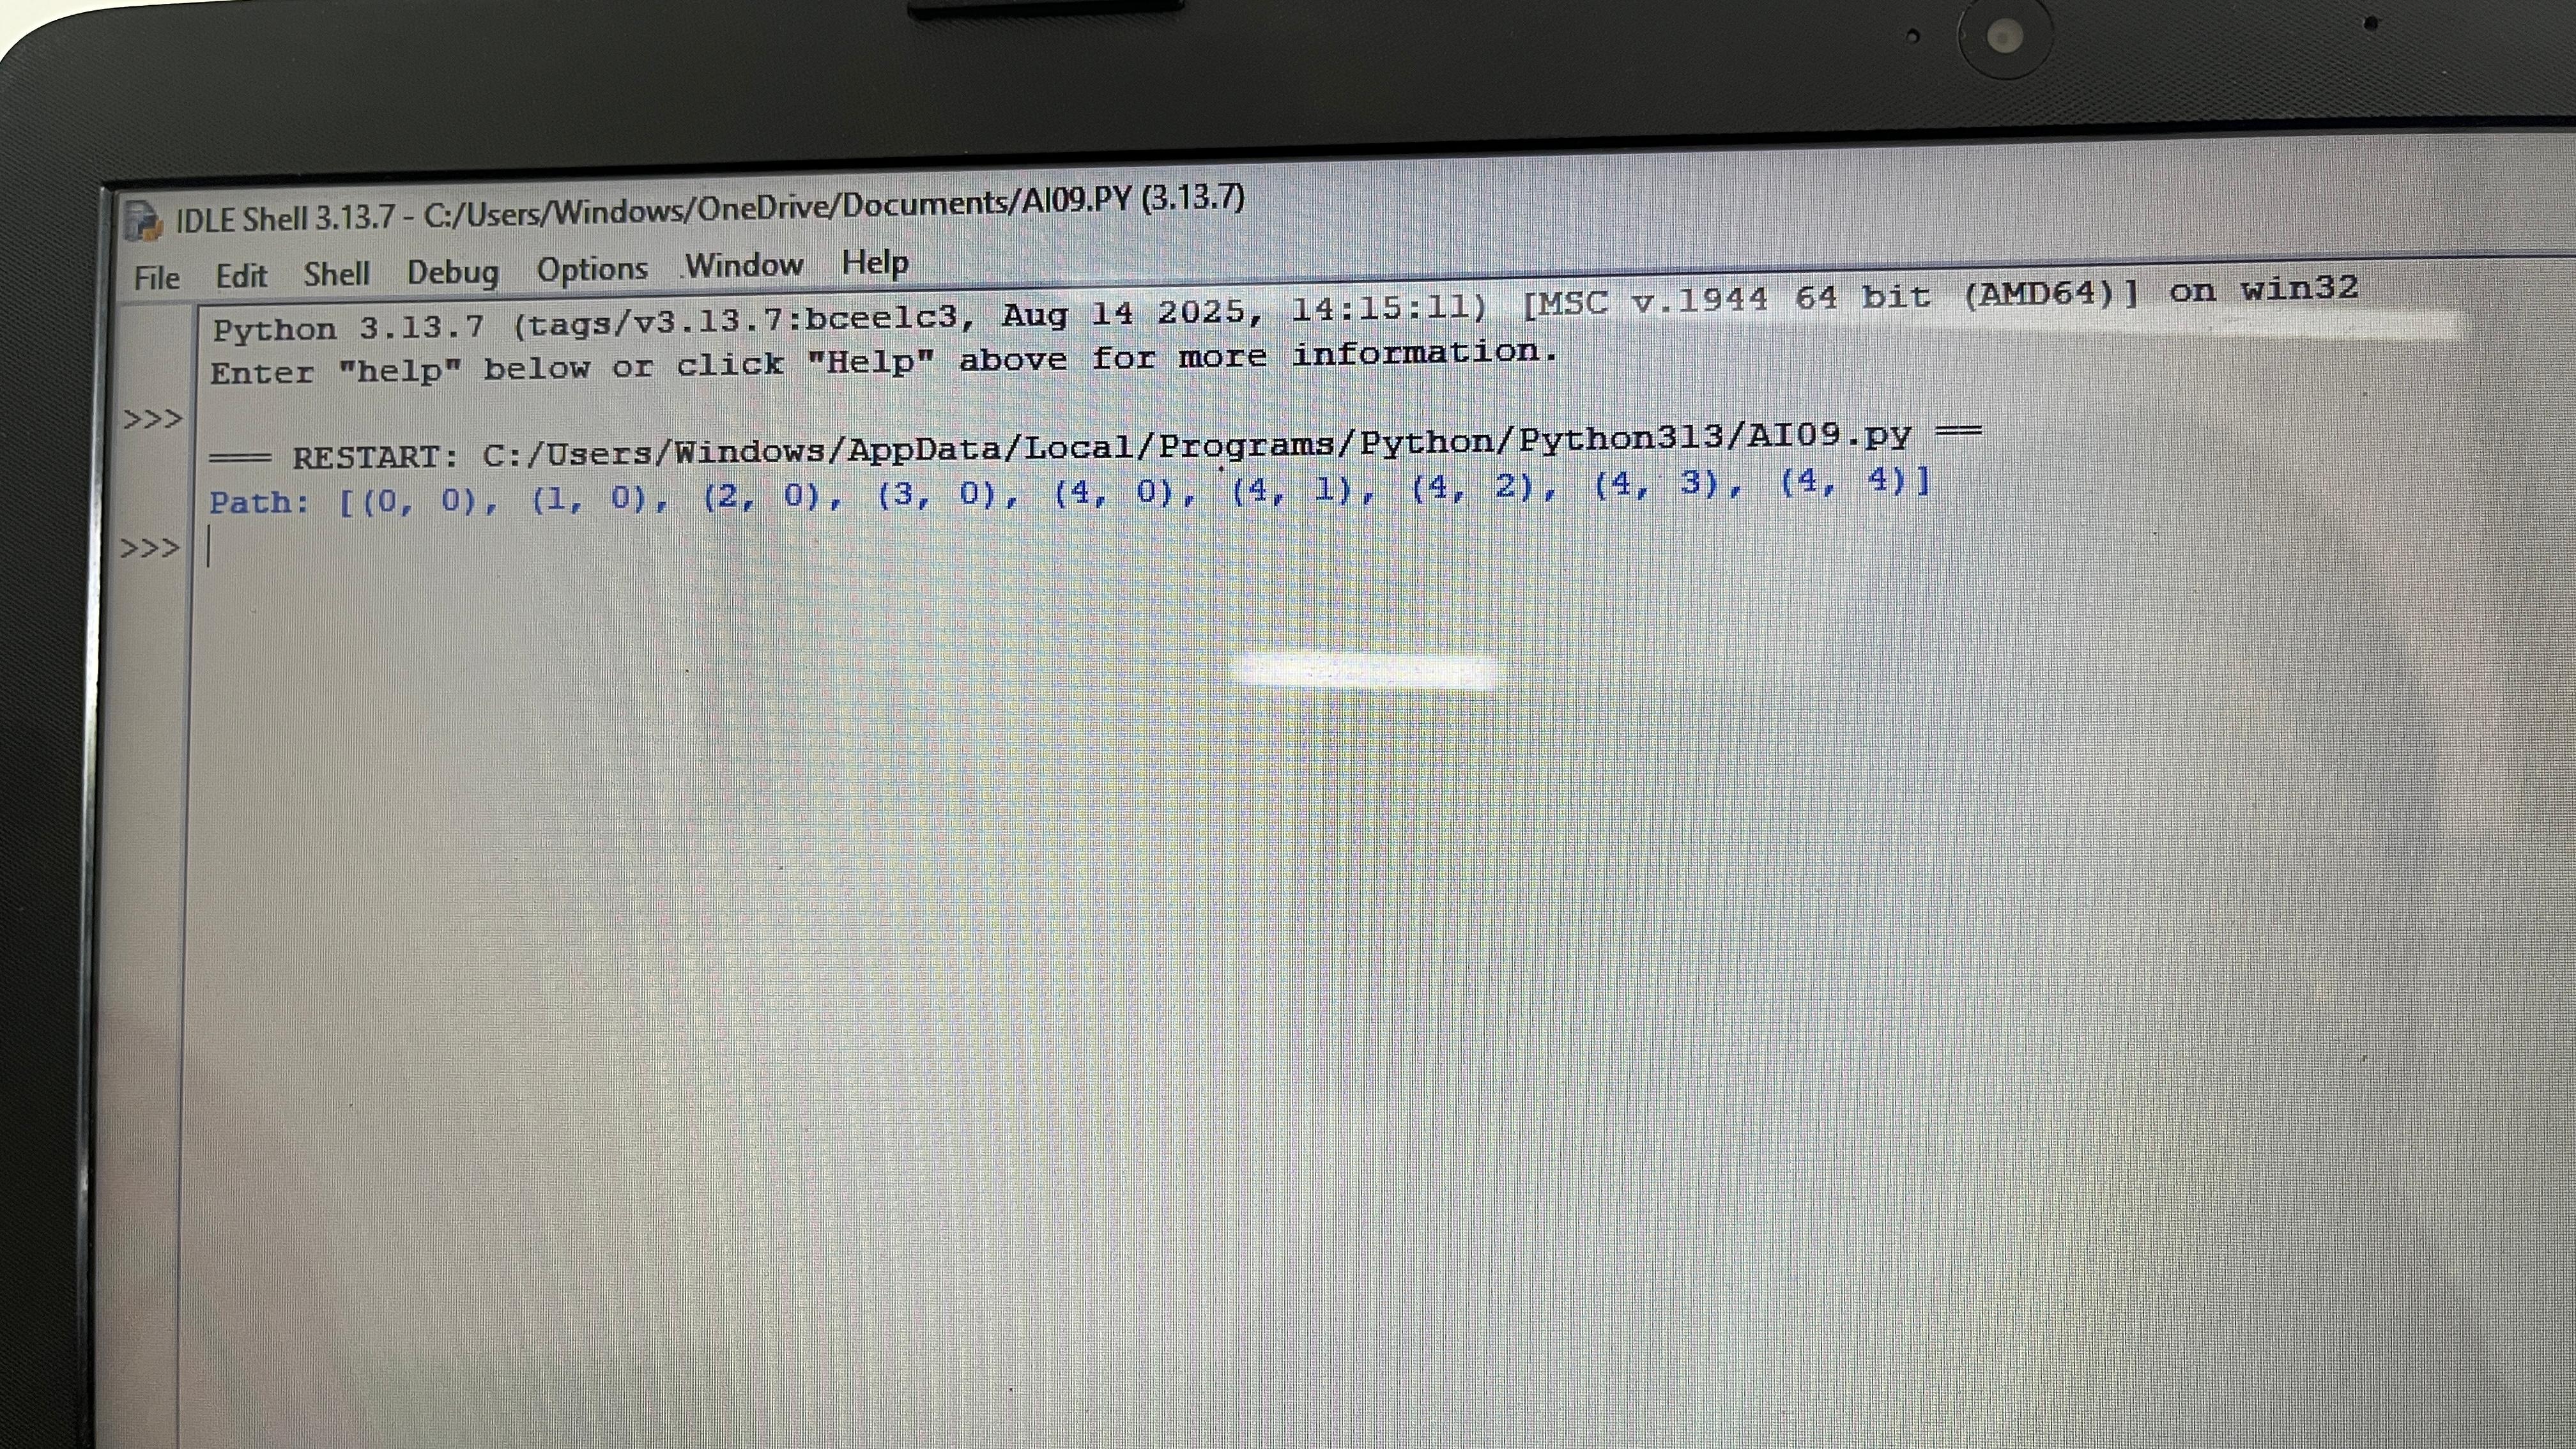 IDLE Shell 3.13.7 - C:/Users/Windows/OneDrive/Documents/AI09.PY (3.13.7)
File Edit Shell Debug Options Window Help
Python 3.13.7 (tags/v3.13.7:bcee1c3, Aug 14 2025, 14:15:11) [MSC v.1944 64 bit (AMD64)] on win32
Enter "help" below or click "Help" above for more information.
>>>
=== RESTART: C:/Users/Windows/AppData/Local/Programs/Python/Python313/AI09.py ==
Path: [(0, 0), (1, 0), (2, 0), (3, 0), (4, 0), (4, 1), (4, 2), (4, 3), (4, 4)]
>>>